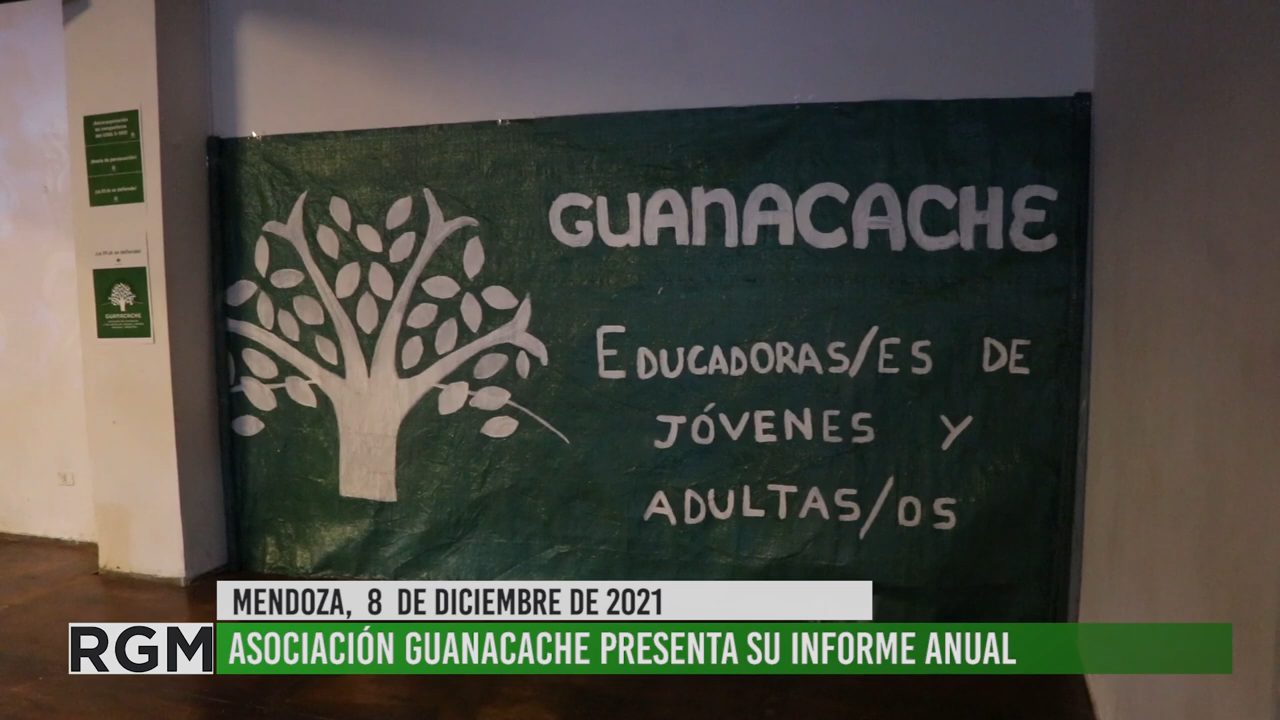 GUANACACHE
EDUCADORAS/ES DE
JÓVENES Y
ADULTAS/OS
GUANACACHE
MENDOZA, 8 DE DICIEMBRE DE 2021
RGM
ASOCIACIÓN GUANACACHE PRESENTA SU INFORME ANUAL